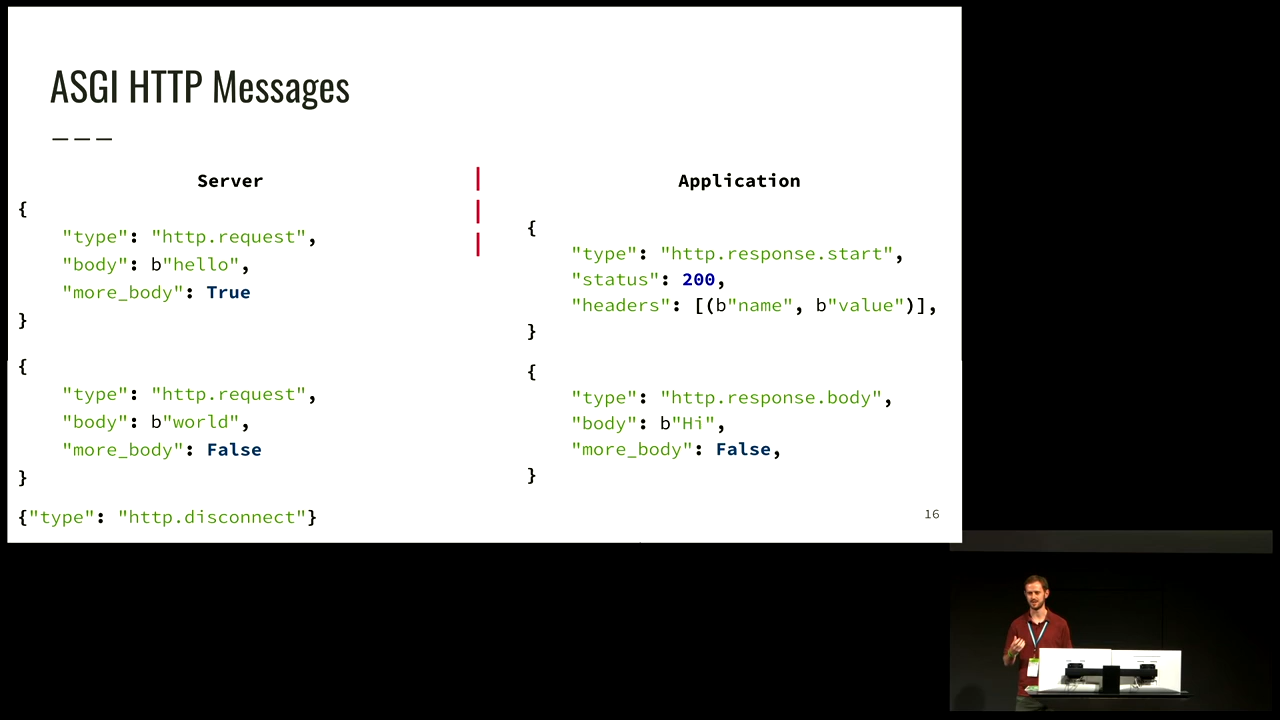 ASGI HTTP Messages
Server
{
"type": "http.request",
"body": b"hello",
"more_body": True
}
{
"type": "http.request",
"body": b"world",
"more_body": False
}
{"type": "http.disconnect"}
Application
{
"type": "http.response.start",
"status": 200,
"headers": [(b"name", b"value")],
}
{
"type": "http.response.body",
"body": b"Hi",
"more_body": False,
}
16